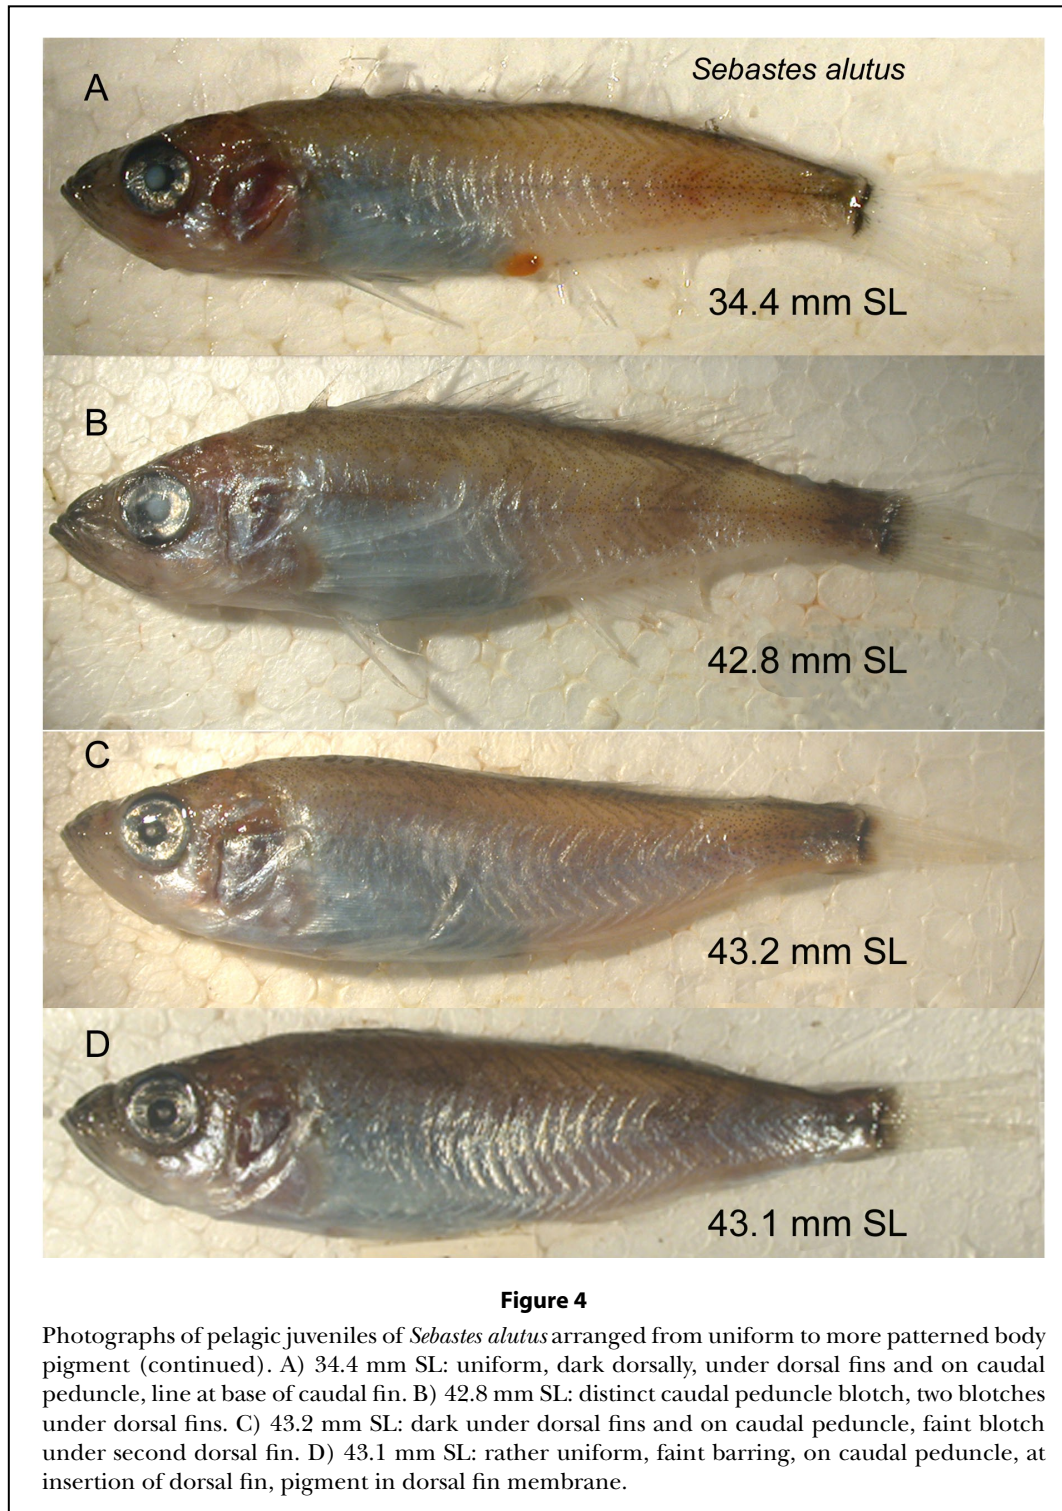 A
Sebastes alutus
34.4 mm SL
B
42.8 mm SL
C
43.2 mm SL
D
43.1 mm SL
Figure 4
Photographs of pelagic juveniles of Sebastes alutus arranged from uniform to more patterned body
pigment (continued). A) 34.4 mm SL: uniform, dark dorsally, under dorsal fins and on caudal
peduncle, line at base of caudal fin. B) 42.8 mm SL: distinct caudal peduncle blotch, two blotches
under dorsal fins. C) 43.2 mm SL: dark under dorsal fins and on caudal peduncle, faint blotch
under second dorsal fin. D) 43.1 mm SL: rather uniform, faint barring, on caudal peduncle, at
insertion of dorsal fin, pigment in dorsal fin membrane.